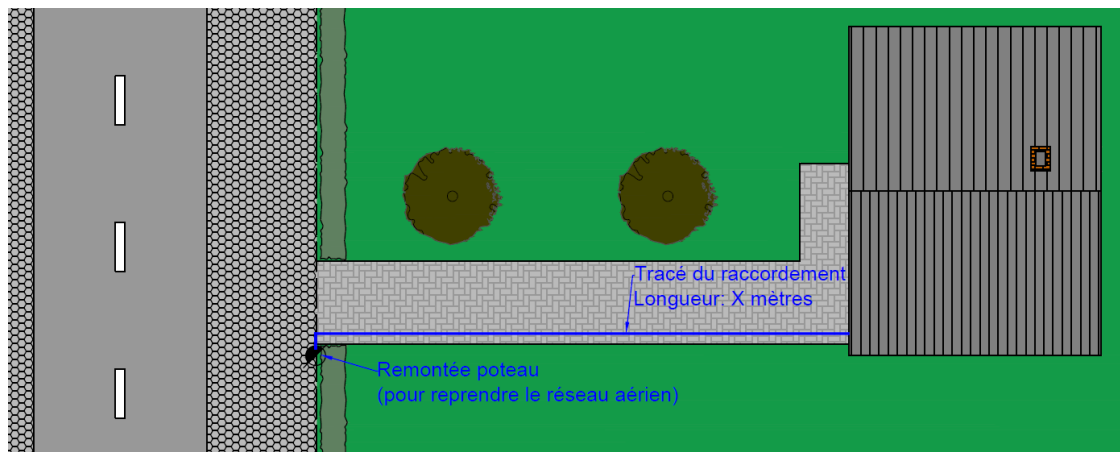 Tracé du raccordement
Longueur: X mètres
Remontée poteau
(pour reprendre le réseau aérien)